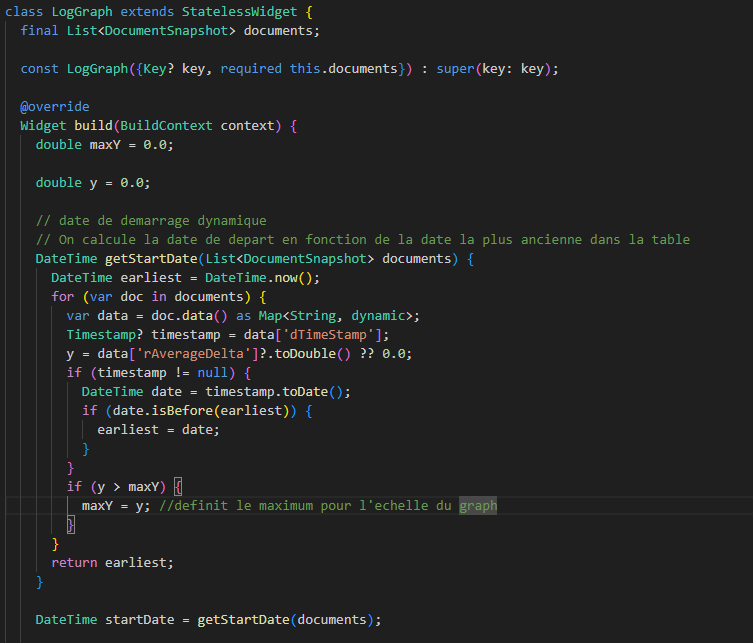 class LogGraph extends StatelessWidget {
  final List<DocumentSnapshot> documents;

  const LogGraph({Key? key, required this.documents}) : super(key: key);

  @override
  Widget build(BuildContext context) {
    double maxY = 0.0;

    double y = 0.0;

    // date de demarrage dynamique
    // On calcule la date de depart en fonction de la date la plus ancienne dans la table
    DateTime getStartDate(List<DocumentSnapshot> documents) {
      DateTime earliest = DateTime.now();
      for (var doc in documents) {
        var data = doc.data() as Map<String, dynamic>;
        Timestamp? timestamp = data['dTimeStamp'];
        y = data['rAverageDelta']?.toDouble() ?? 0.0;
        if (timestamp != null) {
          DateTime date = timestamp.toDate();
          if (date.isBefore(earliest)) {
            earliest = date;
          }
        }
        if (y > maxY) {
          maxY = y; //definit le maximum pour l'echelle du graph
        }
      }
      return earliest;
    }

    DateTime startDate = getStartDate(documents);